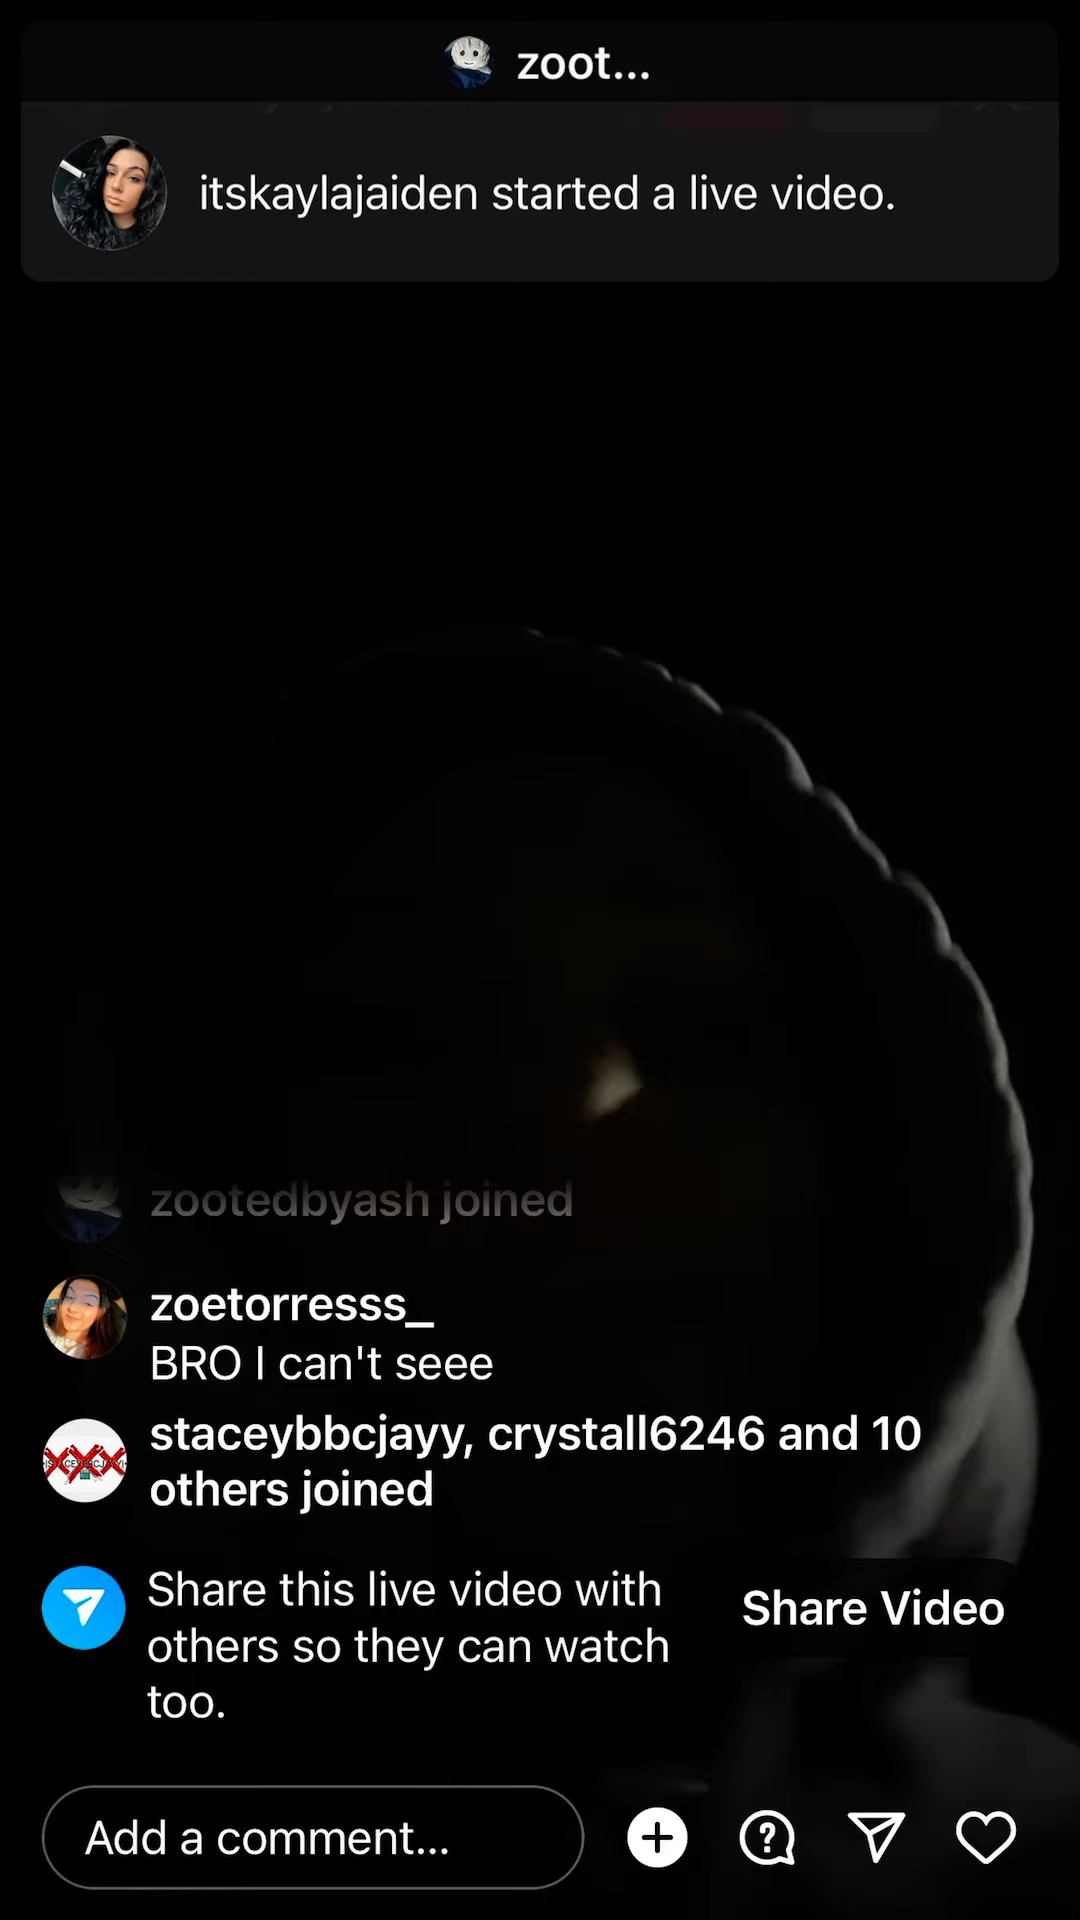 zoot...
itskaylajaiden started a live video.
zootedbyash joined
zoetorresss_
BRO I can't seee
staceybbcjayy, crystall6246 and 10
others joined
Share this live video with
others so they can watch
too.
Share Video
Add a comment...